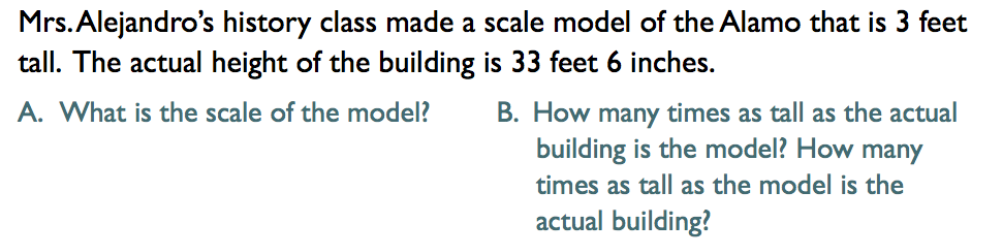 Mrs. Alejandro's history class made a scale model of the Alamo that is 3 feet
tall. The actual height of the building is 33 feet 6 inches.
A. What is the scale of the model?
B. How many times as tall as the actual
building is the model? How many
times as tall as the model is the
actual building?